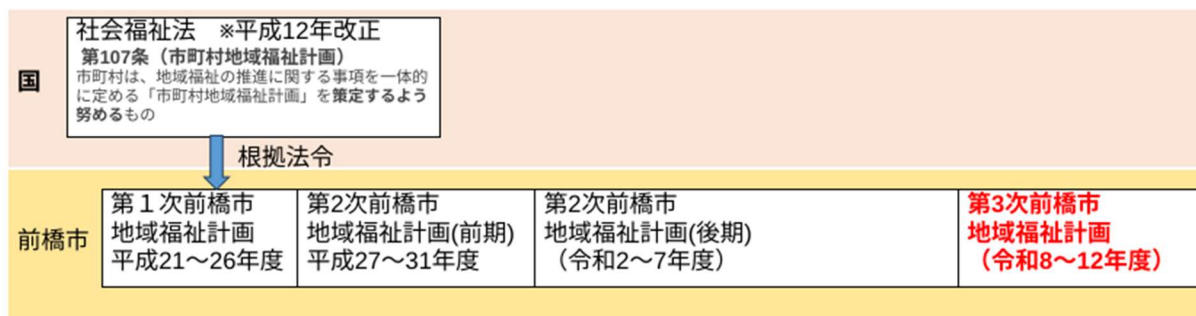 国
社会福祉法　※平成12年改正
第107条（市町村地域福祉計画）
市町村は、地域福祉の推進に関する事項を一体的
に定める「市町村地域福祉計画」を策定するよう
努めるもの
根拠法令
前橋市
第１次前橋市
地域福祉計画
平成21～26年度
第2次前橋市
地域福祉計画(前期)
平成27～31年度
第2次前橋市
地域福祉計画(後期)
（令和2～7年度）
第3次前橋市
地域福祉計画
（令和8～12年度）